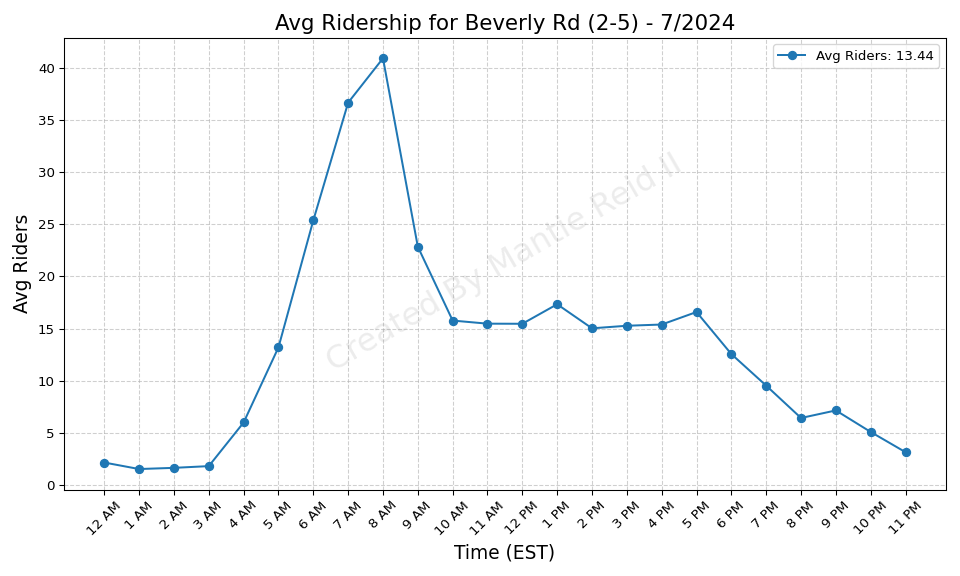 Avg Ridership for Beverly Rd (2-5) - 7/2024
Avg Riders: 13.44
Avg Riders
40
35
30
25
20
15
10
5
0
Created By Mantie Reid II
12 AM
1 AM
2 AM
3 AM
4 AM
5 AM
6 AM
7 AM
8 AM
9 AM
10 AM
11 AM
12 PM
1 PM
2 PM
3 PM
4 PM
5 PM
6 PM
7 PM
8 PM
9 PM
10 PM
11 PM
Time (EST)